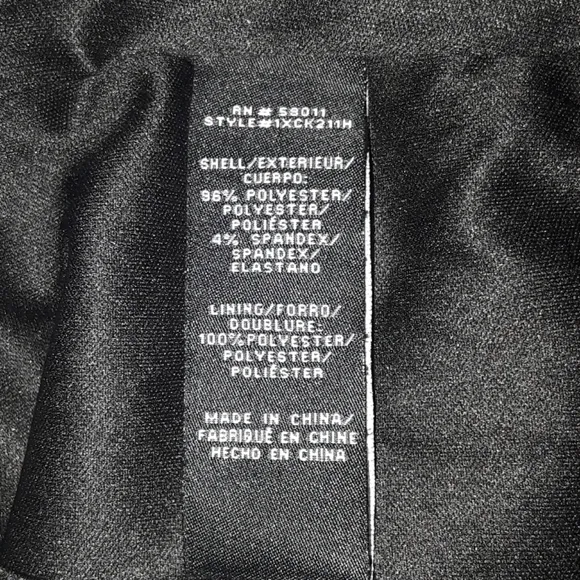 RN # 58011
STYLE#1XCK211H
SHELL/EXTERIEUR/
CUERPO:
96% POLYESTER/
POLYESTER/
POLIÉSTER
4% SPANDEX/
SPANDEX/
ELASTANO
LINING/FORRO/
DOUBLURE:
100%POLYESTER/
POLYESTER/
POLIÉSTER
MADE IN CHINA/
FABRIQUÉ EN CHINE
HECHO EN CHINA